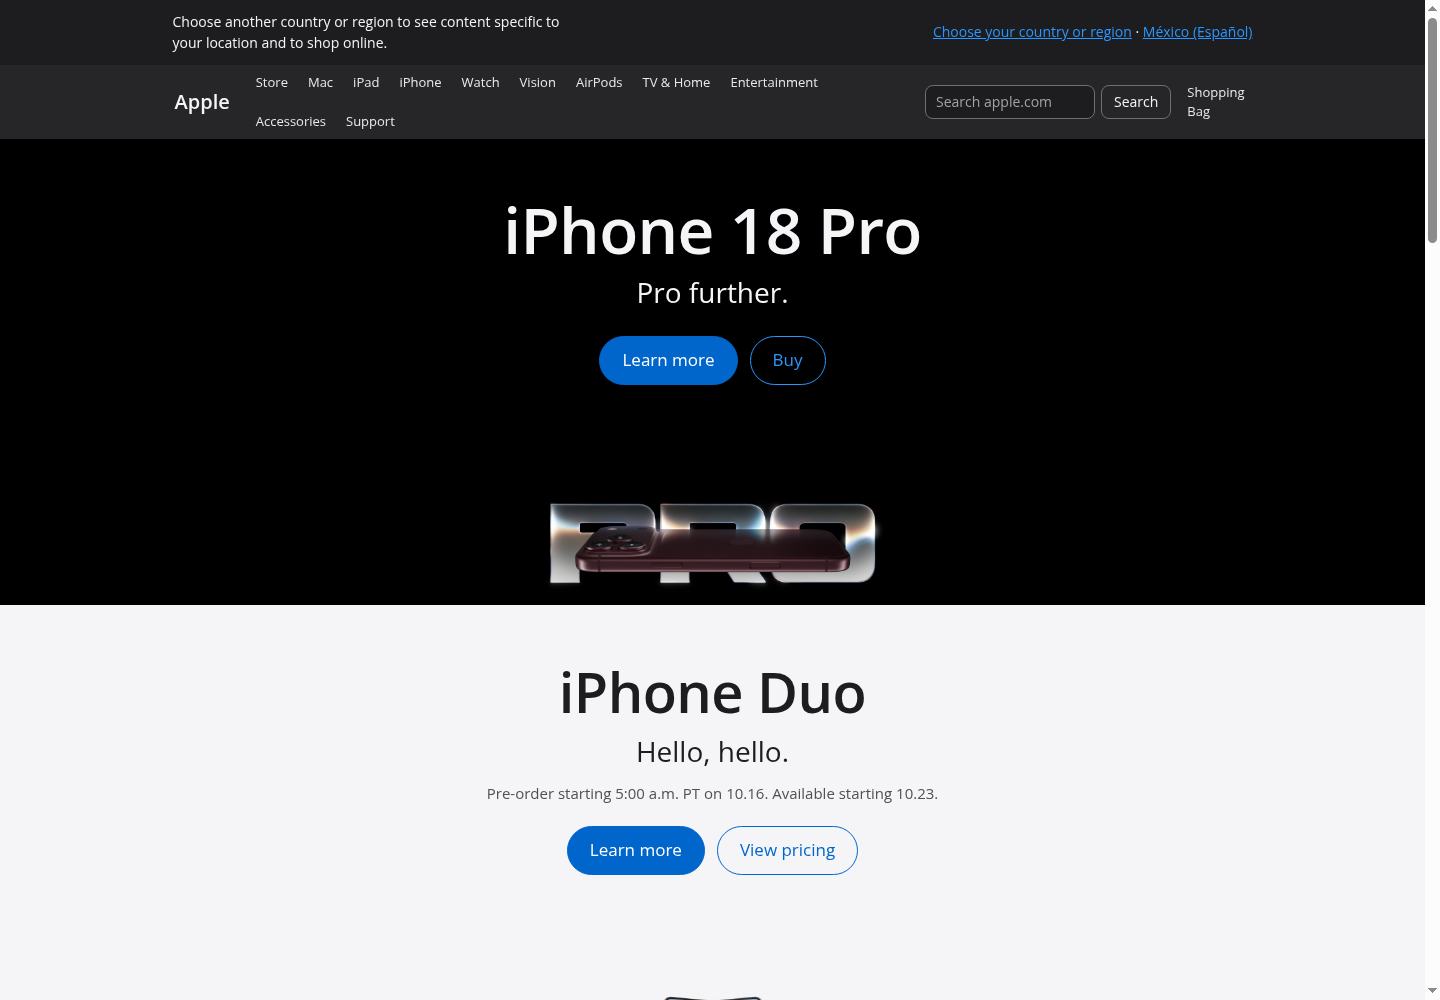 Choose another country or region to see content specific to
your location and to shop online.
Choose your country or region · México (Español)
Apple
Store Mac iPad iPhone Watch Vision AirPods TV & Home Entertainment
Accessories Support
Search apple.com
Search
Shopping
Bag
iPhone 18 Pro
Pro further.
Learn more Buy
PRO
iPhone Duo
Hello, hello.
Pre-order starting 5:00 a.m. PT on 10.16. Available starting 10.23.
Learn more View pricing